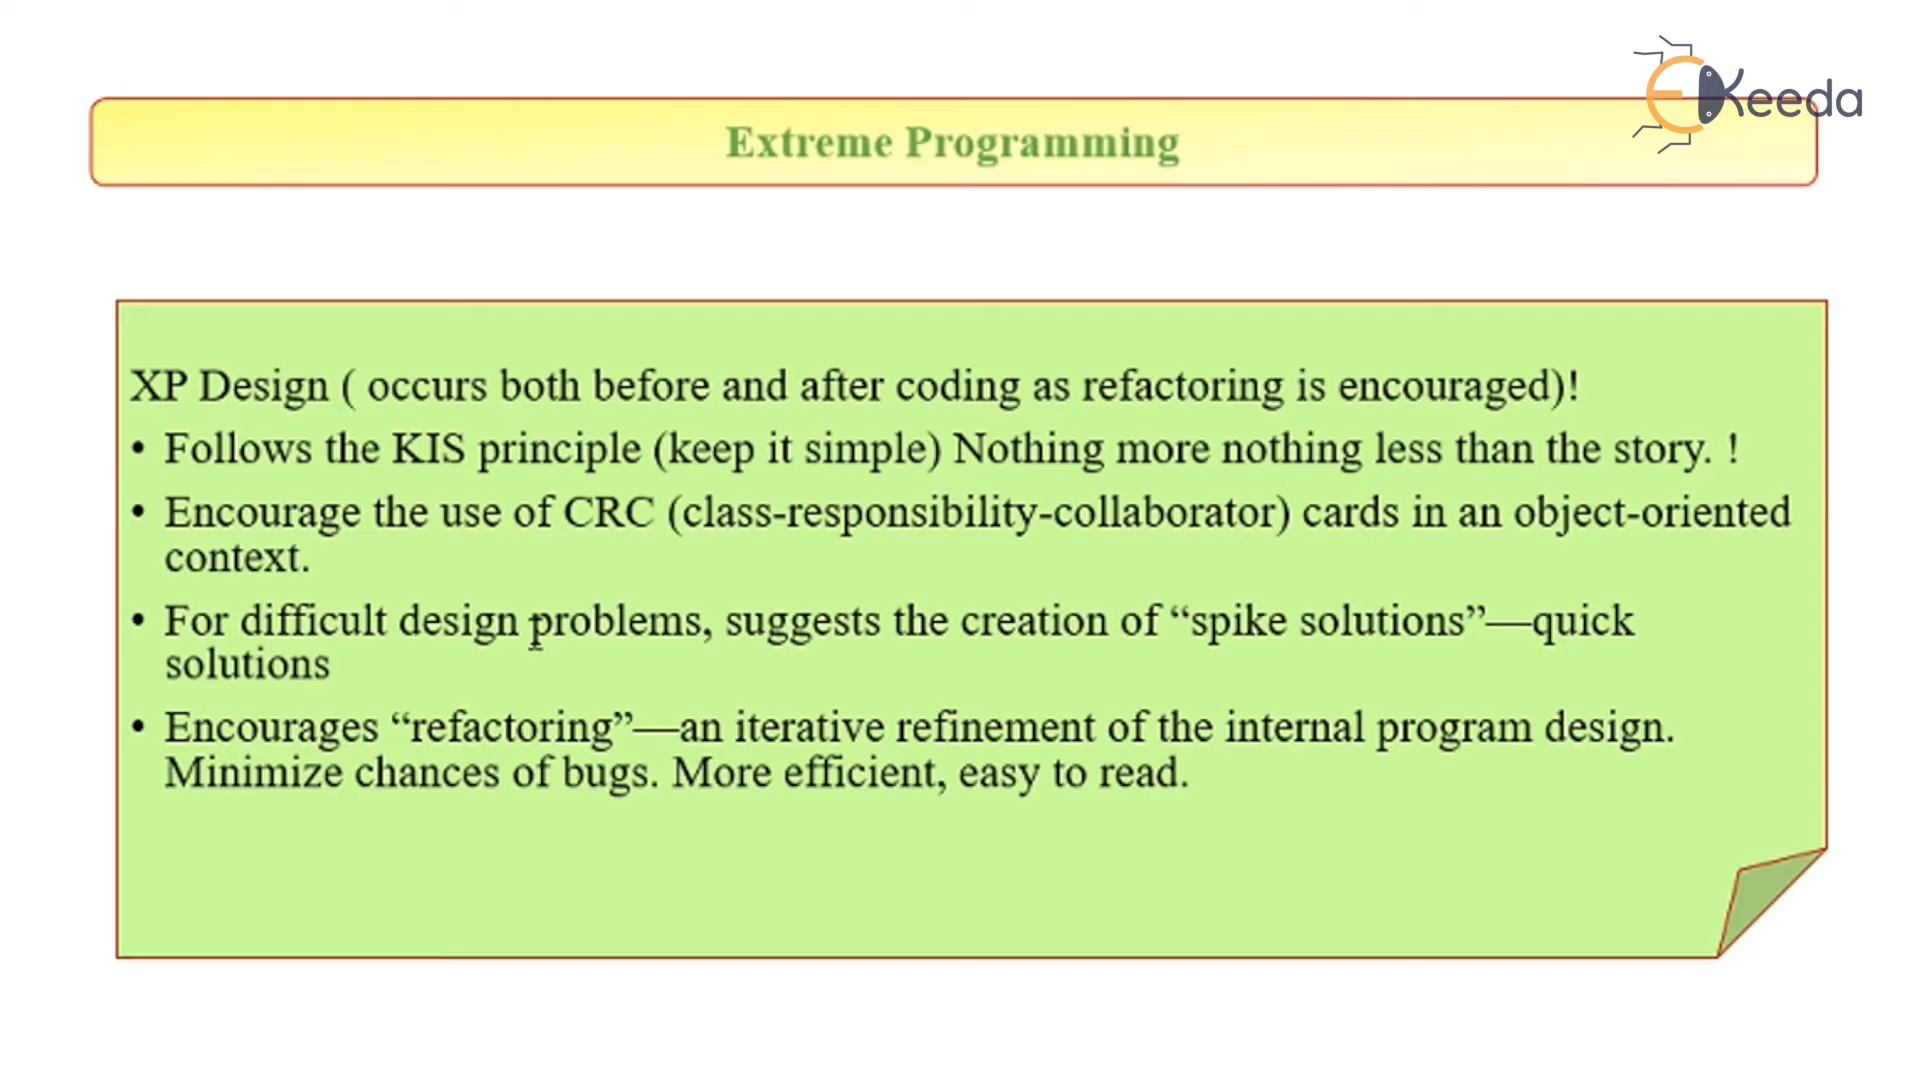 EKeeda
Extreme Programming
XP Design ( occurs both before and after coding as refactoring is encouraged)!
• Follows the KIS principle (keep it simple) Nothing more nothing less than the story. !
• Encourage the use of CRC (class-responsibility-collaborator) cards in an object-oriented
context.
• For difficult design problems, suggests the creation of “spike solutions”—quick
solutions
• Encourages “refactoring”—an iterative refinement of the internal program design.
Minimize chances of bugs. More efficient, easy to read.